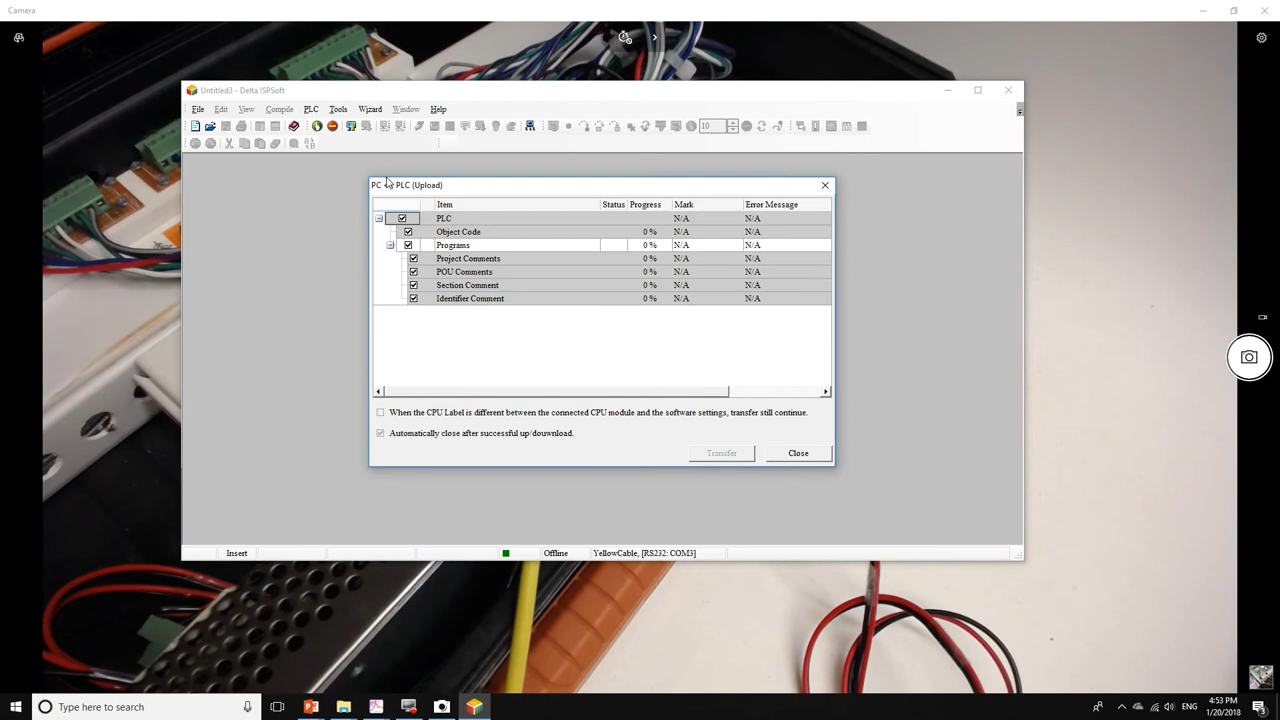 Camera
Untitled3 - Delta ISPSoft
File Edit View Compile PLC Tools Wizard Window Help
10
PC PLC (Upload)
Item Status Progress Mark Error Message
PLC N/A N/A
Object Code 0 % N/A N/A
Programs 0 % N/A N/A
Project Comments 0 % N/A N/A
POU Comments 0 % N/A N/A
Section Comment 0 % N/A N/A
Identifier Comment 0 % N/A N/A
When the CPU Label is different between the connected CPU module and the software settings, transfer still continue.
Automatically close after successful up/douwnload.
Transfer Close
Insert Offline YellowCable, [RS232: COM3]
Type here to search
ENG
4:53 PM
1/20/2018
3